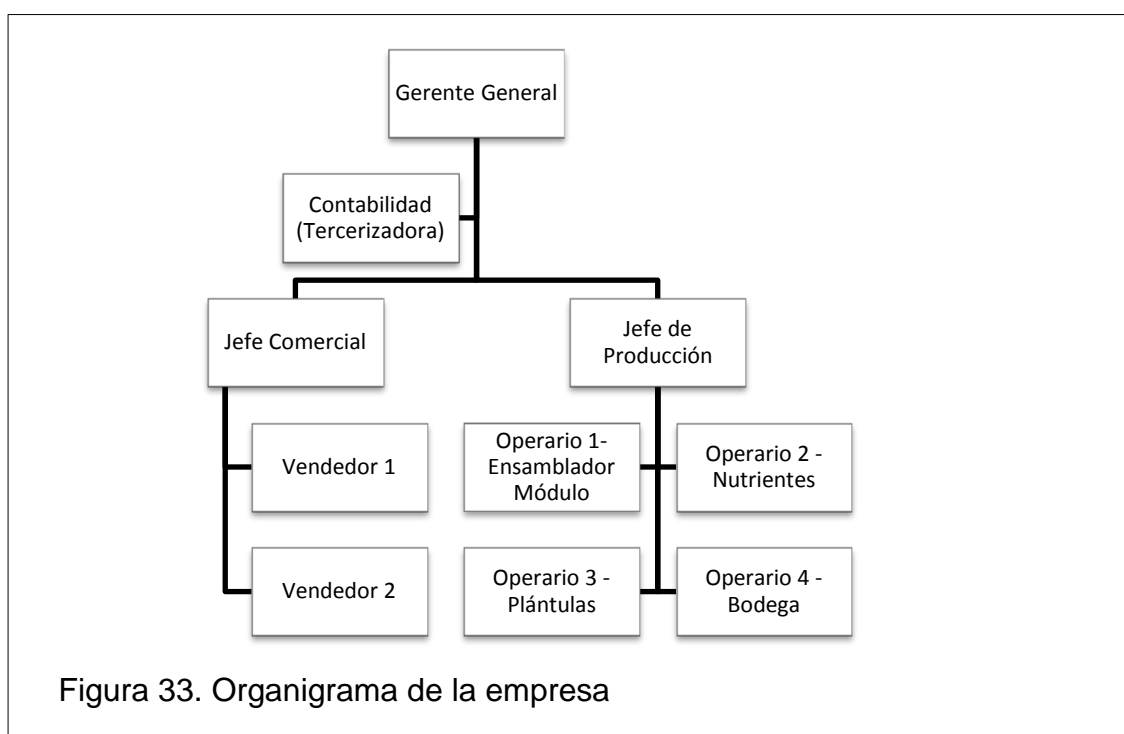 Gerente General
Contabilidad
(Tercerizadora)
Jefe Comercial
Jefe de
Producción
Vendedor 1
Operario 1-
Ensamblador
Módulo
Operario 2 -
Nutrientes
Vendedor 2
Operario 3 -
Plántulas
Operario 4 -
Bodega
Figura 33. Organigrama de la empresa